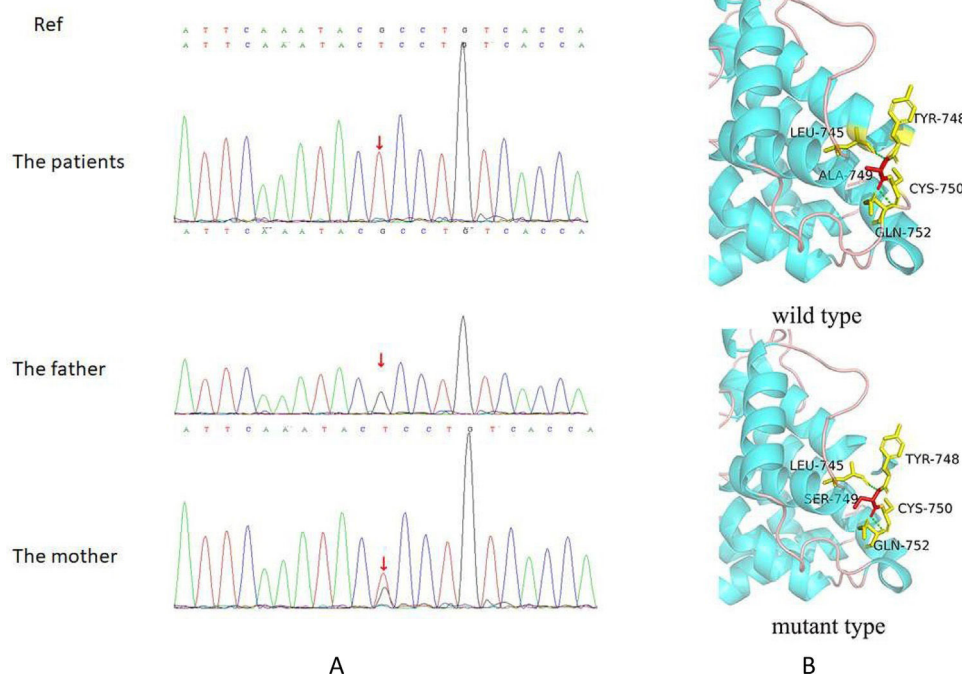 Ref
A T T C A A A T A C G C C T G T C A C C A
A T T C A A A T A C T C C T G T C A C C A
The patients
A T T C A A A T A C G C C T G T C A C C A
The father
A T T C A A A T A C T C C T G T C A C C A
The mother
A
LEU-745
TYR-748
ALA-749
CYS-750
GLN-752
wild type
LEU-745
TYR-748
SER-749
CYS-750
GLN-752
mutant type
B